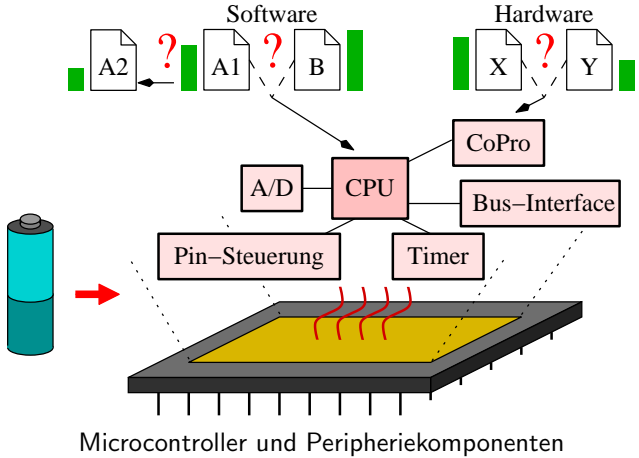 Software
Hardware
A2
?
A1
?
B
X
?
Y
CoPro
A/D
CPU
Bus−Interface
Pin−Steuerung
Timer
Microcontroller und Peripheriekomponenten